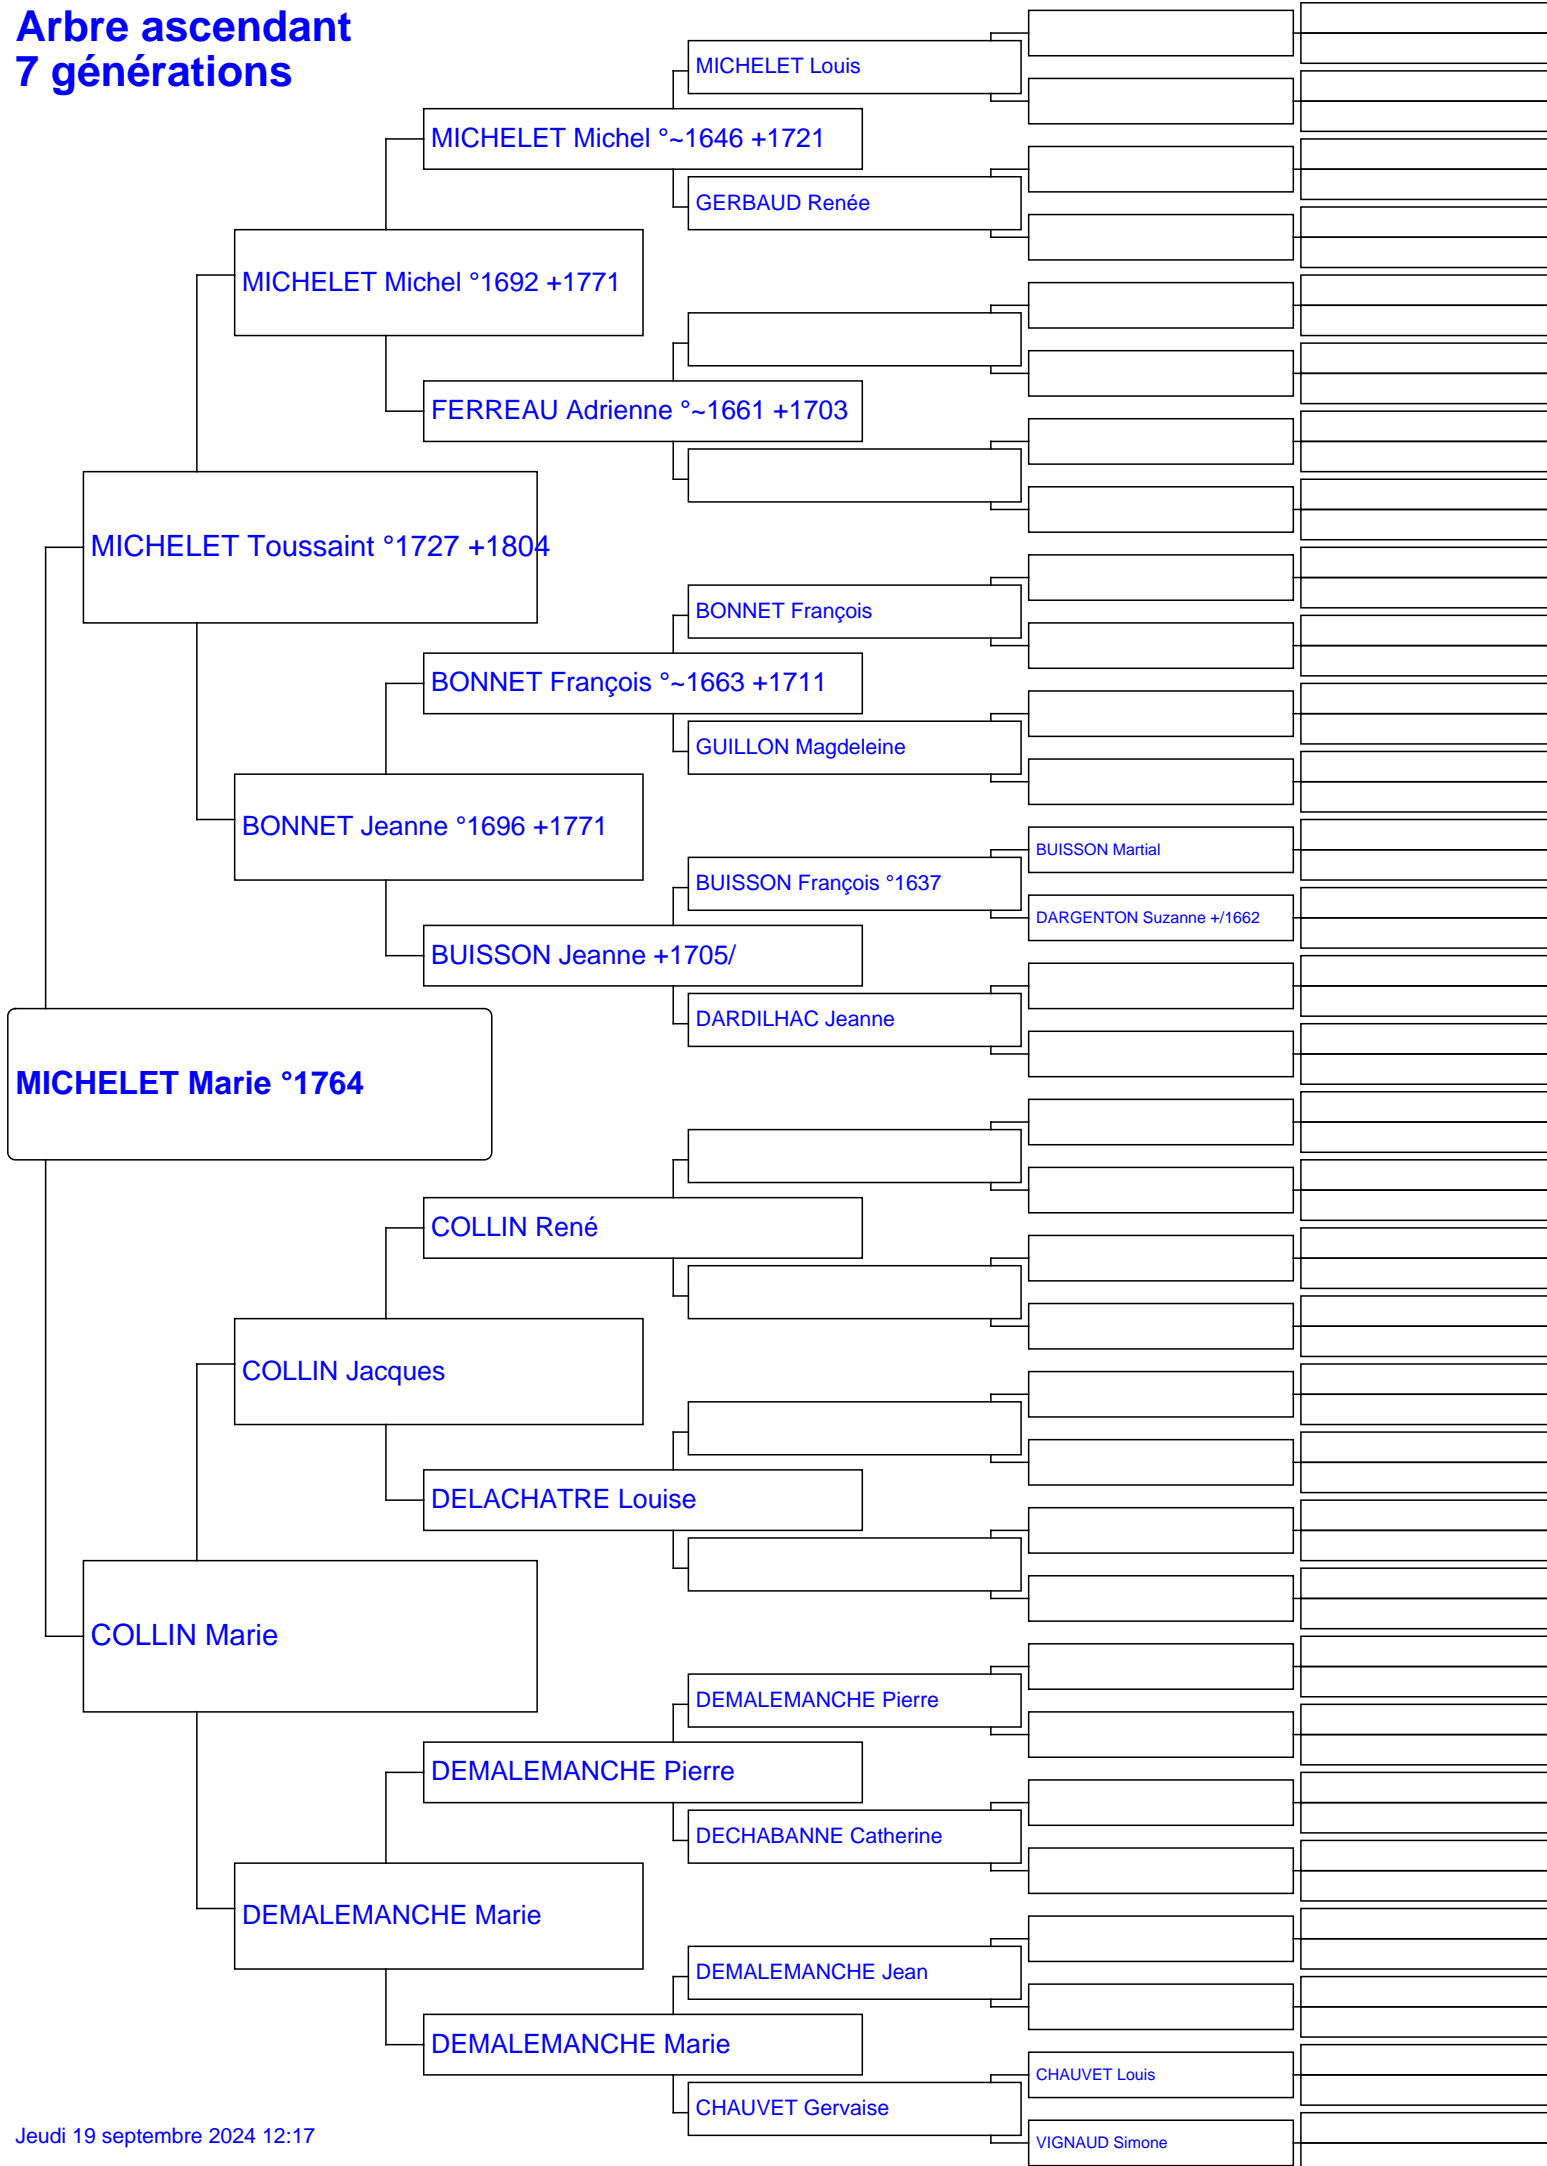 Arbre ascendant
7 générations
MICHELET Louis
MICHELET Michel °~1646 +1721
GERBAUD Renée
MICHELET Michel °1692 +1771
FERREAU Adrienne °~1661 +1703
MICHELET Toussaint °1727 +1804
BONNET François
BONNET François °~1663 +1711
GUILLON Magdeleine
BONNET Jeanne °1696 +1771
BUISSON Martial
BUISSON François °1637
DARGENTON Suzanne +/1662
BUISSON Jeanne +1705/
DARDILHAC Jeanne
MICHELET Marie °1764
COLLIN René
COLLIN Jacques
DELACHATRE Louise
COLLIN Marie
DEMALEMANCHE Pierre
DEMALEMANCHE Pierre
DECHABANNE Catherine
DEMALEMANCHE Marie
DEMALEMANCHE Jean
DEMALEMANCHE Marie
CHAUVET Louis
CHAUVET Gervaise
VIGNAUD Simone
Jeudi 19 septembre 2024 12:17